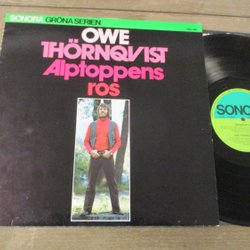 SONORA GRÖNA SERIEN
OWE
THÖRNQVIST
Alptoppens
ros
SONO